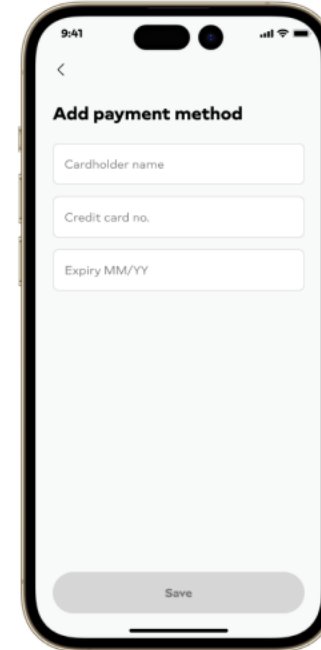 9:41
Add payment method
Cardholder name
Credit card no.
Expiry MM/YY
Save